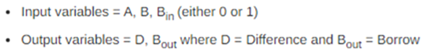 • Input variables = A, B, Bin (either 0 or 1)
• Output variables = D, Bout where D = Difference and Bout = Borrow